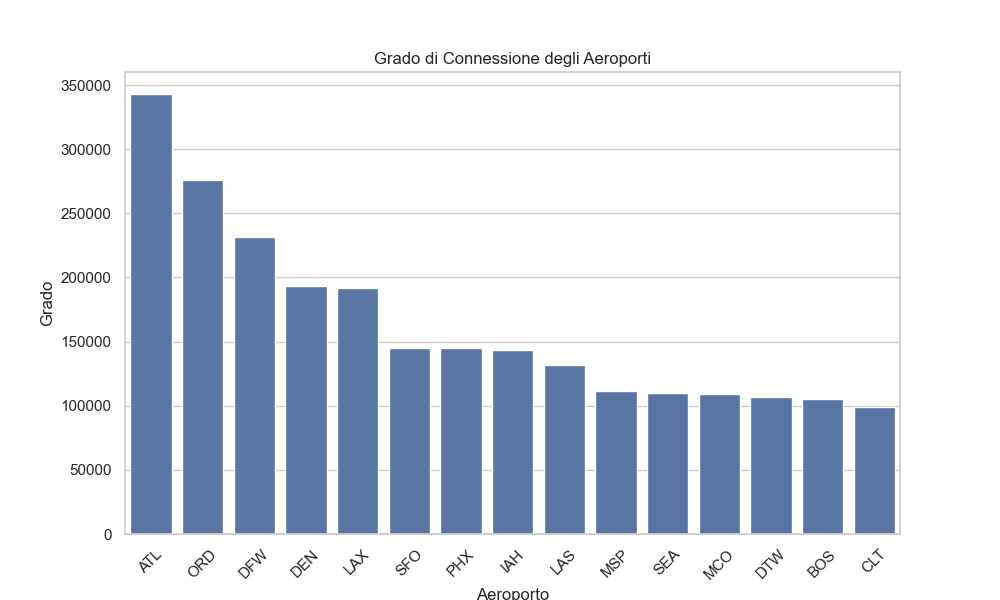 Grado di Connessione degli Aeroporti
350000
300000
250000
200000
150000
100000
50000
0
Grado
ATL ORD DFW DEN LAX SFO PHX IAH LAS MSP SEA MCO DTW BOS CLT
Aeroporto